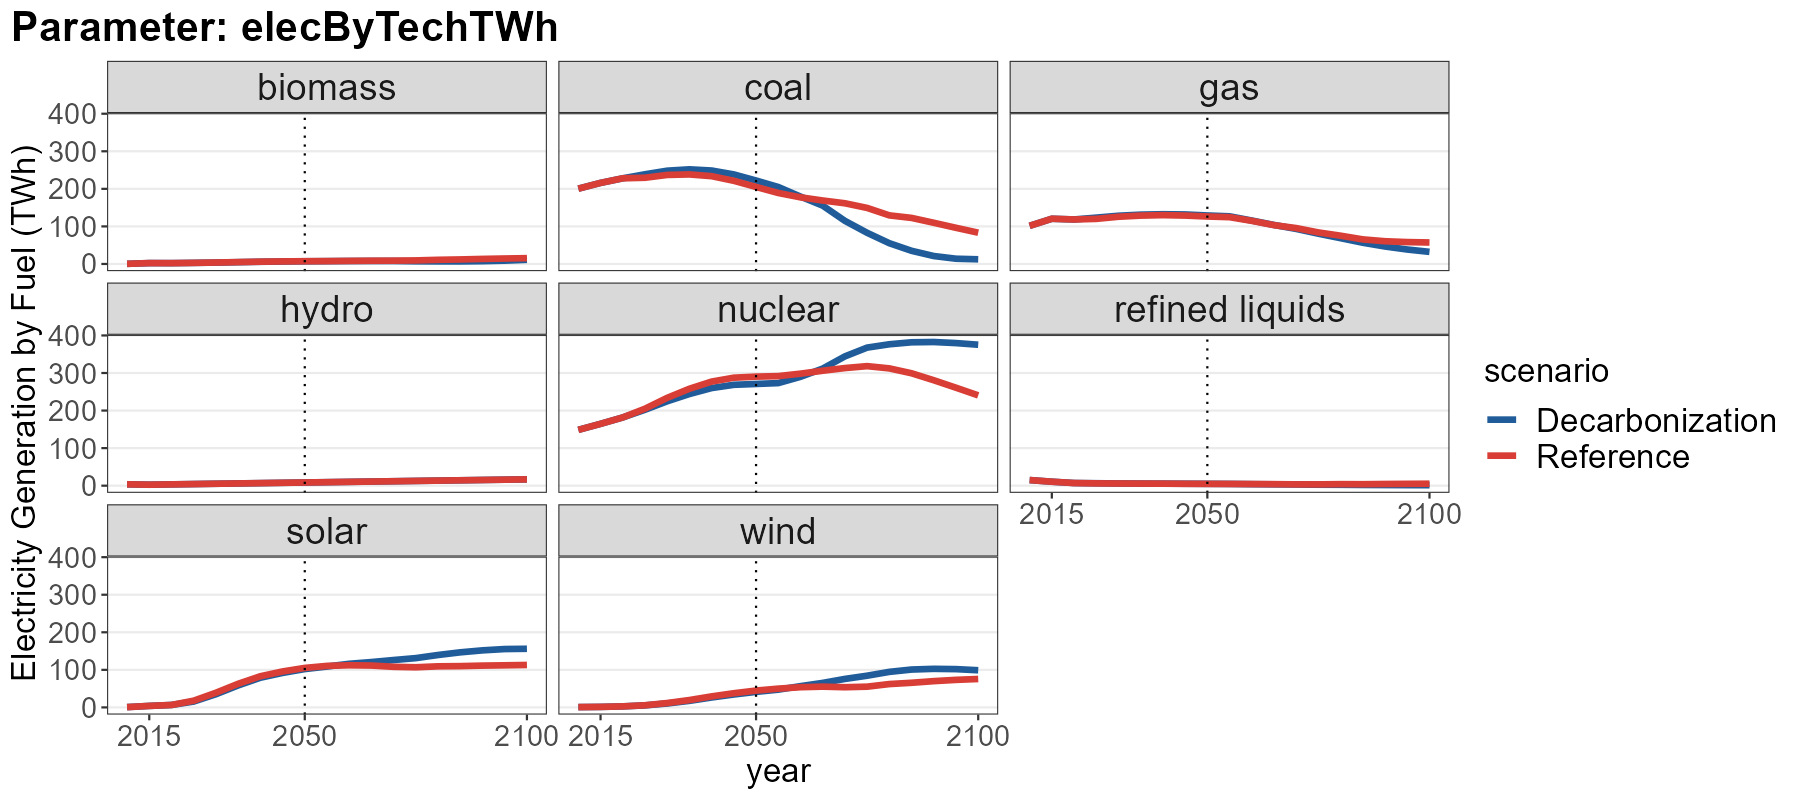 Parameter: elecByTechTWh
Electricity Generation by Fuel (TWh)
biomass
coal
gas
400
300
200
100
0
hydro
nuclear
refined liquids
400
300
200
100
0
2015 2050 2100
solar
wind
400
300
200
100
0
2015 2050 2100 2015 2050 2100
year
scenario
Decarbonization
Reference